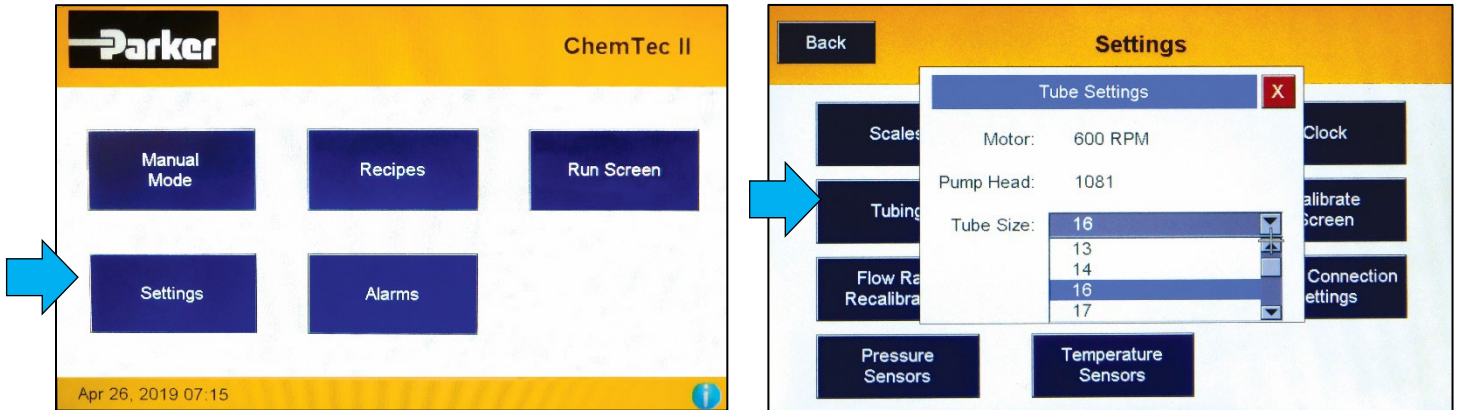 Parker
ChemTec II
Manual
Mode
Recipes
Run Screen
Settings
Alarms
Apr 26, 2019 07:15
Back
Settings
Tube Settings
X
Scales
Motor: 600 RPM
Clock
Pump Head: 1081
Tubing
Tube Size: 16
13
14
16
17
alibrate
Screen
Flow Ra
Recalibra
Connection
ettings
Pressure
Sensors
Temperature
Sensors